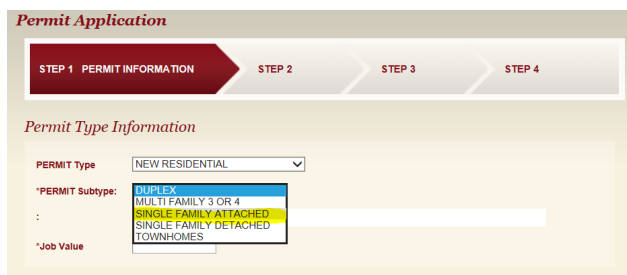 Permit Application
STEP 1 PERMIT INFORMATION STEP 2 STEP 3 STEP 4
Permit Type Information
PERMIT Type NEW RESIDENTIAL
*PERMIT Subtype: DUPLEX
MULTI FAMILY 3 OR 4
: SINGLE FAMILY ATTACHED
SINGLE FAMILY DETACHED
TOWNHOMES
*Job Value